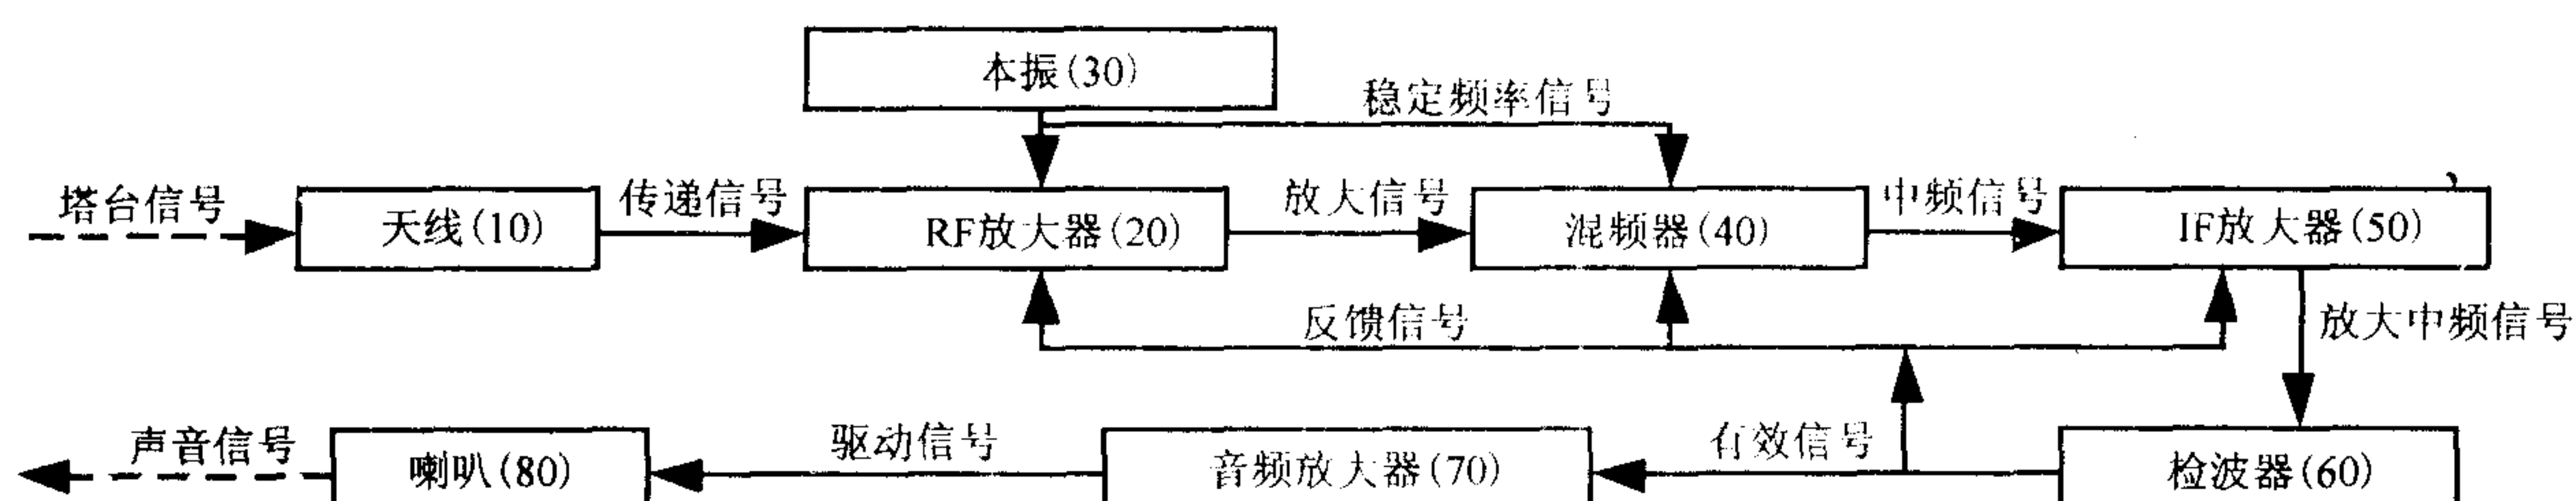 本振(30)
稳定频率信号
塔台信号
天线(10)
传递信号
RF放大器(20)
放大信号
混频器(40)
中频信号
IF放大器(50)
反馈信号
放大中频信号
声音信号
喇叭(80)
驱动信号
音频放大器(70)
有效信号
检波器(60)